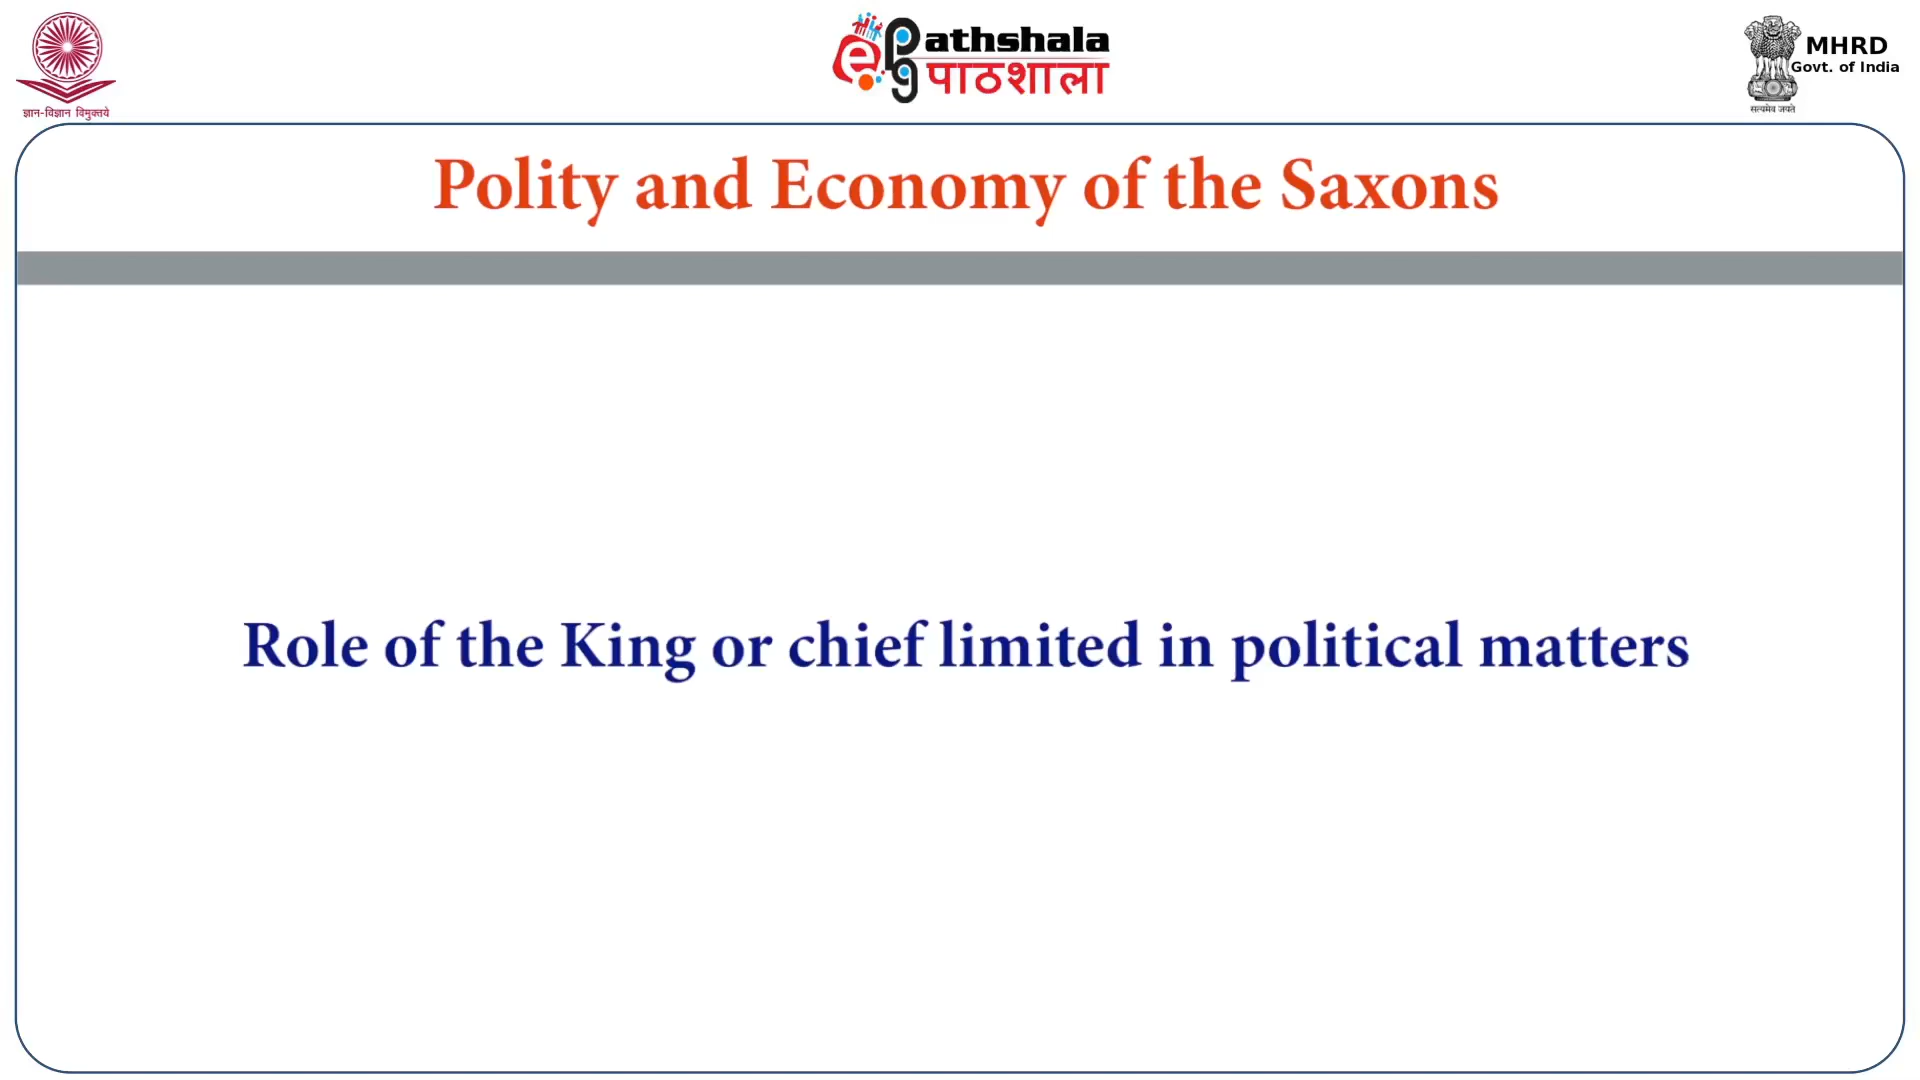 ज्ञान-विज्ञान विमुक्तये
ePathshala
पाठशाला
MHRD
Govt. of India
सत्यमेव जयते
Polity and Economy of the Saxons
Role of the King or chief limited in political matters